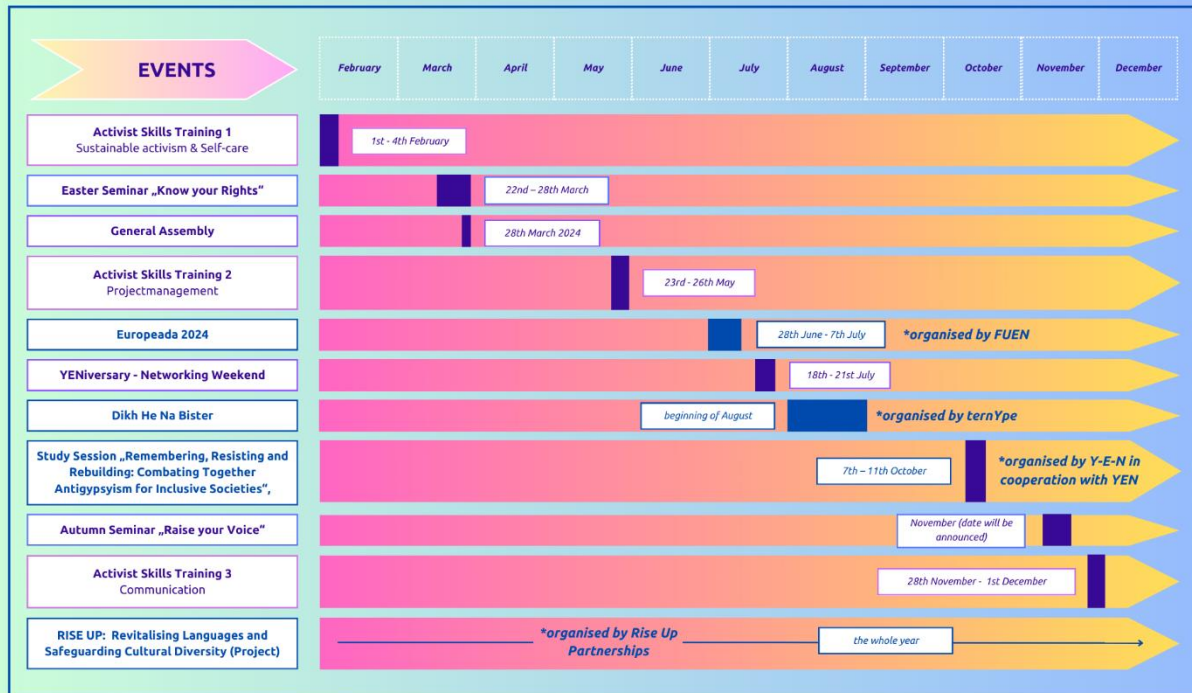 EVENTS
February
March
April
May
June
July
August
September
October
November
December
Activist Skills Training 1
Sustainable activism & Self-care
1st - 4th February
Easter Seminar „Know your Rights“
22nd – 28th March
General Assembly
28th March 2024
Activist Skills Training 2
Projectmanagement
23rd - 26th May
Europeada 2024
28th June - 7th July
*organised by FUEN
YENiversary - Networking Weekend
18th - 21st July
Dikh He Na Bister
beginning of August
*organised by ternYpe
Study Session „Remembering, Resisting and
Rebuilding: Combating Together
Antigypsyism for Inclusive Societies“,
7th – 11th October
*organised by Y-E-N in
cooperation with YEN
Autumn Seminar „Raise your Voice“
November (date will be
announced)
Activist Skills Training 3
Communication
28th November - 1st December
RISE UP: Revitalising Languages and
Safeguarding Cultural Diversity (Project)
*organised by Rise Up
Partnerships
the whole year